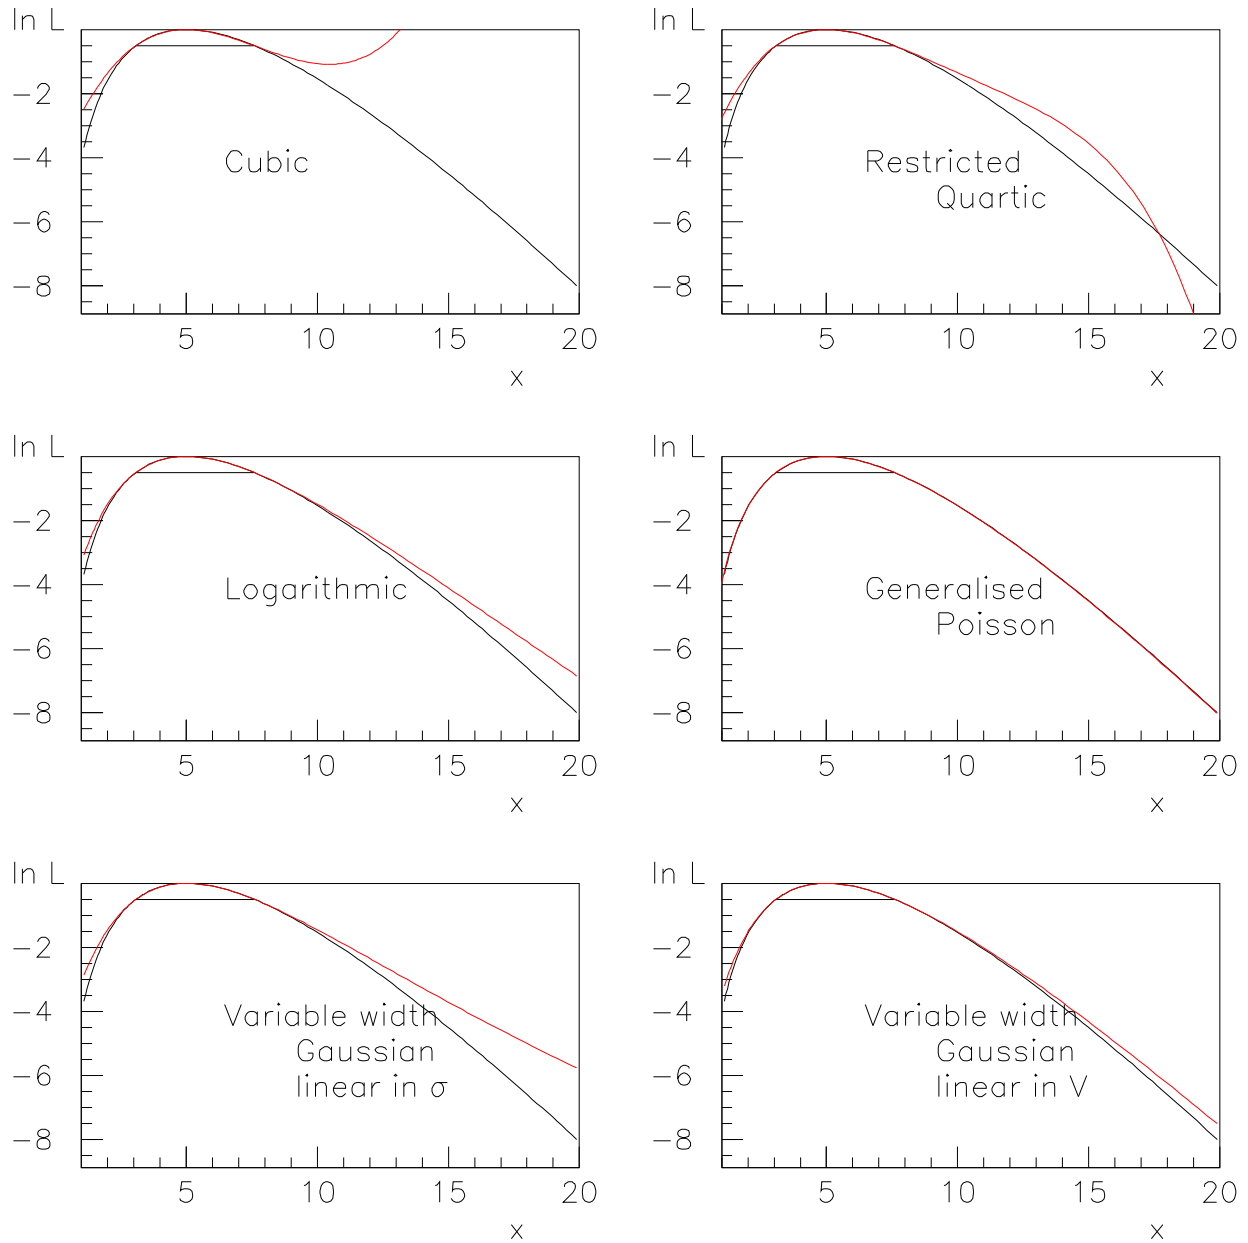 ln L
ln L
−2
−2
−4
Cubic
−4
Restricted
Quartic
−6
−6
−8
−8
5 10 15 20
5 10 15 20
x
x
ln L
ln L
−2
−2
−4
Logarithmic
−4
Generalised
Poisson
−6
−6
−8
−8
5 10 15 20
5 10 15 20
x
x
ln L
ln L
−2
−2
−4
Variable width
−4
Variable width
Gaussian
Gaussian
−6
linear in σ
−6
linear in V
−8
−8
5 10 15 20
5 10 15 20
x
x